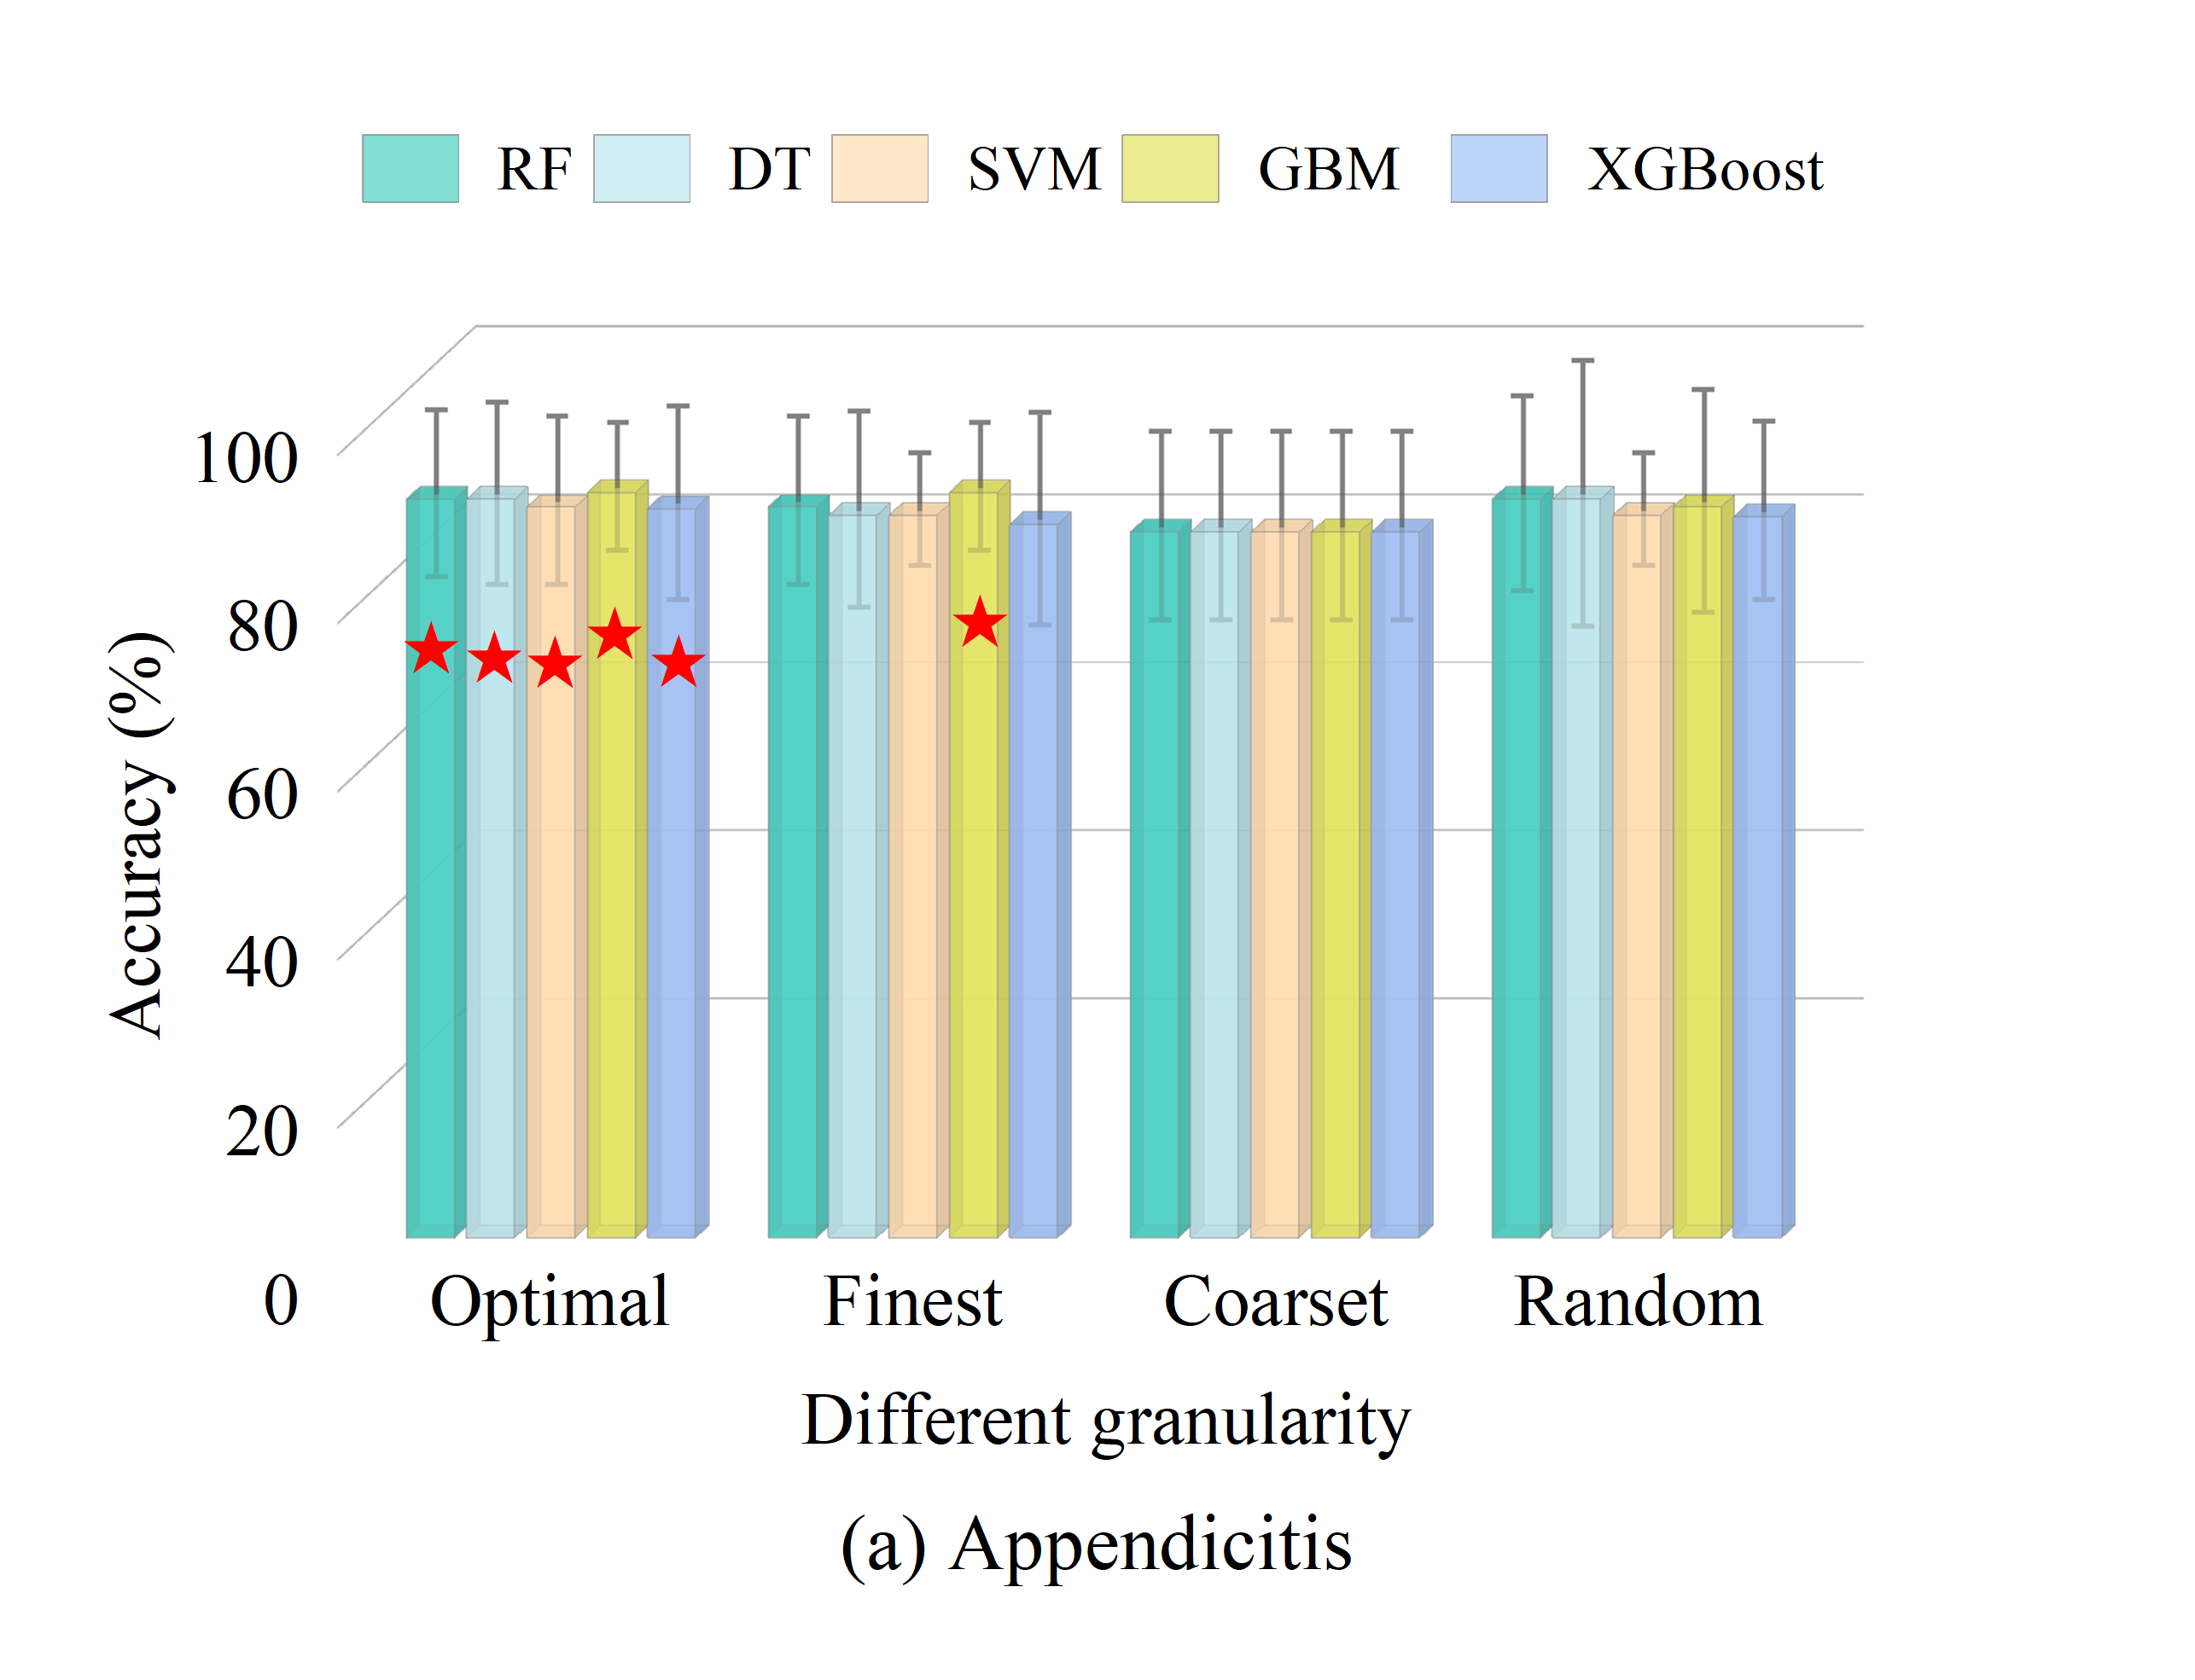 RF DT SVM GBM XGBoost
100
80
60
40
20
0
Accuracy (%)
Optimal Finest Coarset Random
Different granularity
(a) Appendicitis